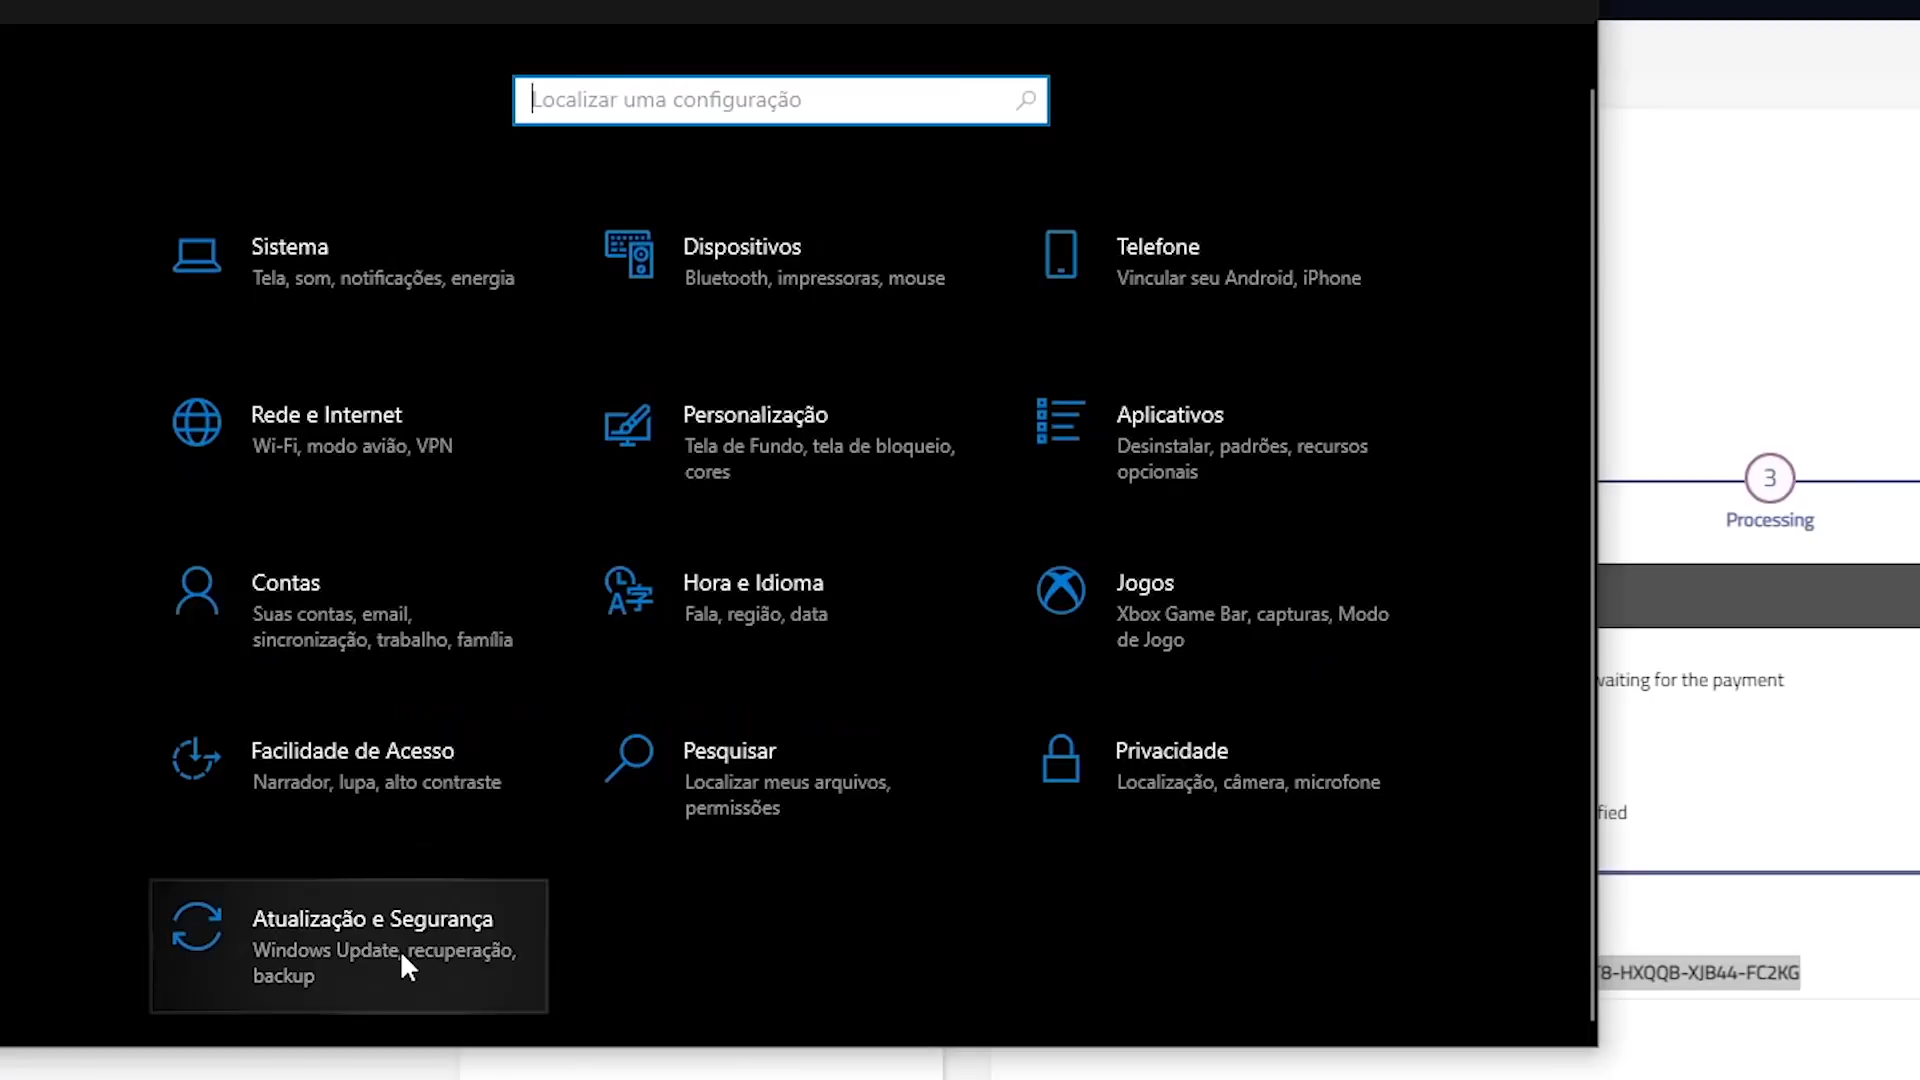 Localizar uma configuração
Sistema
Tela, som, notificações, energia
Dispositivos
Bluetooth, impressoras, mouse
Telefone
Vincular seu Android, iPhone
Rede e Internet
Wi-Fi, modo avião, VPN
Personalização
Tela de Fundo, tela de bloqueio,
cores
Aplicativos
Desinstalar, padrões, recursos
opcionais
Contas
Suas contas, email,
sincronização, trabalho, família
Hora e Idioma
Fala, região, data
Jogos
Xbox Game Bar, capturas, Modo
de Jogo
Facilidade de Acesso
Narrador, lupa, alto contraste
Pesquisar
Localizar meus arquivos,
permissões
Privacidade
Localização, câmera, microfone
Atualização e Segurança
Windows Update, recuperação,
backup
3
Processing
for the payment
8-HXQQB-XJB44-FC2KG